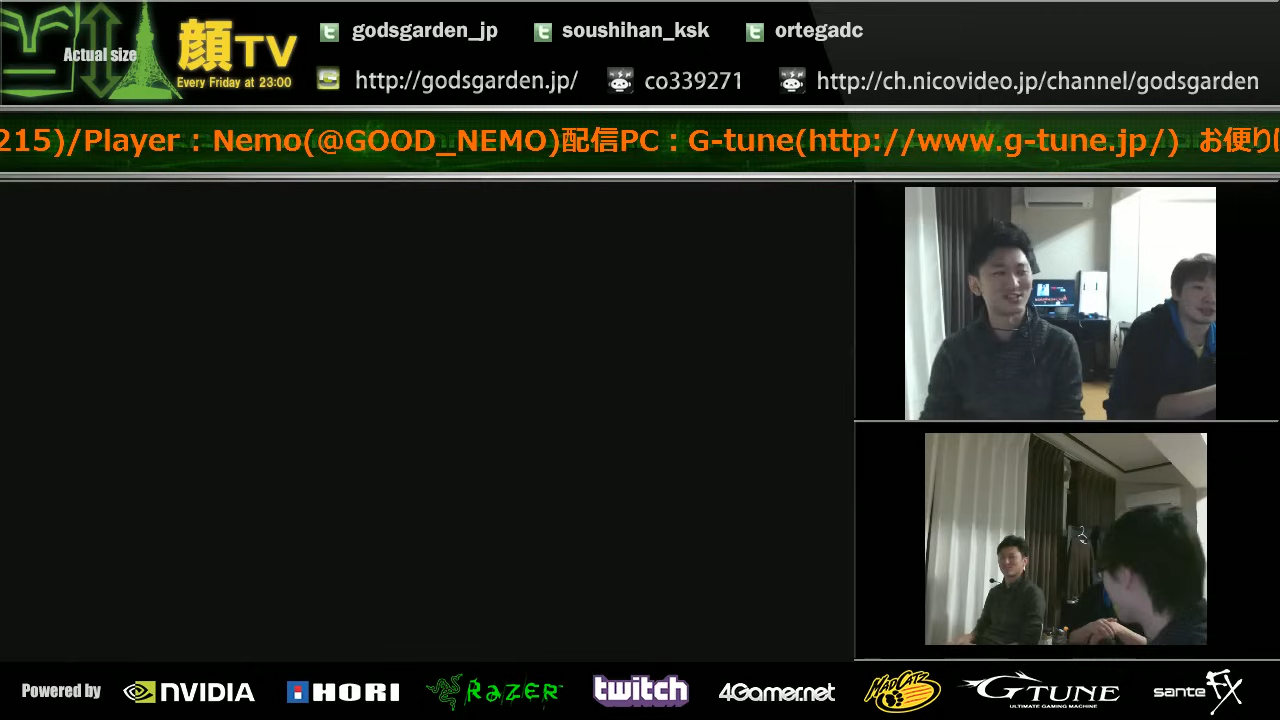 Actual size
顔TV
Every Friday at 23:00
godsgarden_jp soushihan_ksk ortegadc
http://godsgarden.jp/ co339271 http://ch.nicovideo.jp/channel/godsgarden
215)/Player：Nemo(@GOOD_NEMO)配信PC：G-tune(http://www.g-tune.jp/) お便りは
Powered by NVIDIA HORI RAZER twitch 4Gamer.net MAD CATZ G TUNE sante FX
ULTIMATE GAMING MACHINE